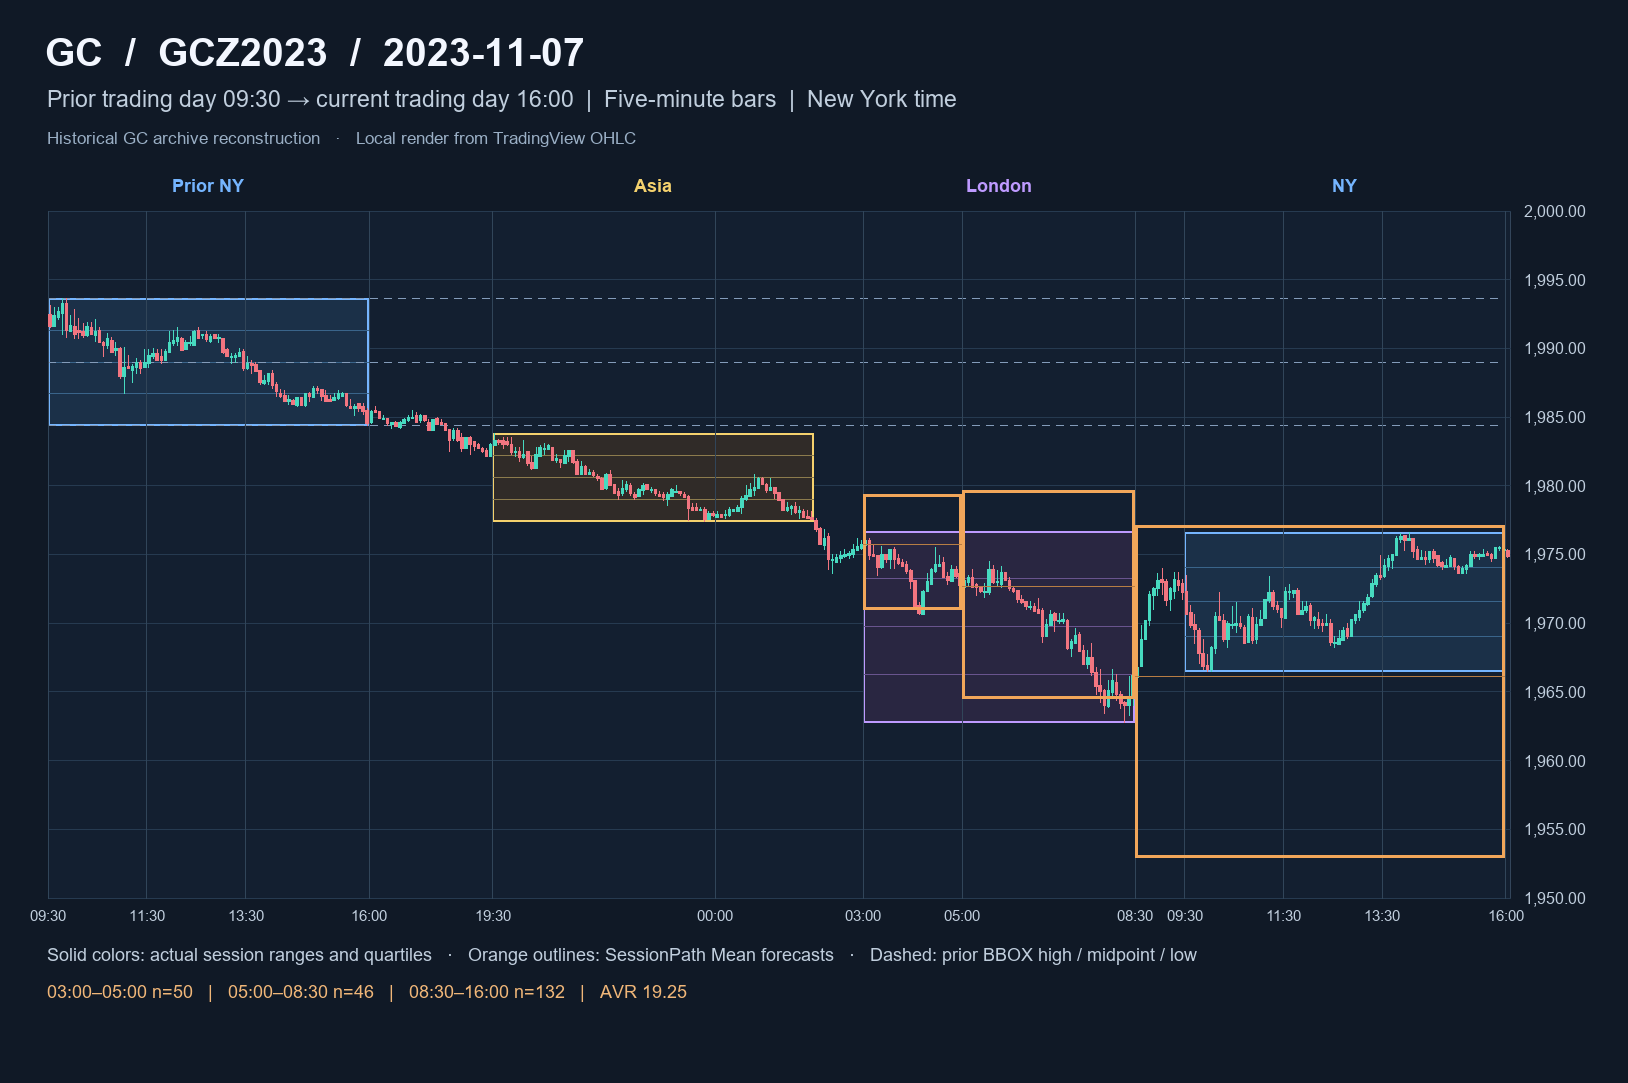 GC / GCZ2023 / 2023-11-07
Prior trading day 09:30 → current trading day 16:00 | Five-minute bars | New York time
Historical GC archive reconstruction · Local render from TradingView OHLC
Prior NY Asia London NY
2,000.00
1,995.00
1,990.00
1,985.00
1,980.00
1,975.00
1,970.00
1,965.00
1,960.00
1,955.00
1,950.00
09:30 11:30 13:30 16:00 19:30 00:00 03:00 05:00 08:30 09:30 11:30 13:30 16:00
Solid colors: actual session ranges and quartiles · Orange outlines: SessionPath Mean forecasts · Dashed: prior BBOX high / midpoint / low
03:00–05:00 n=50 | 05:00–08:30 n=46 | 08:30–16:00 n=132 | AVR 19.25